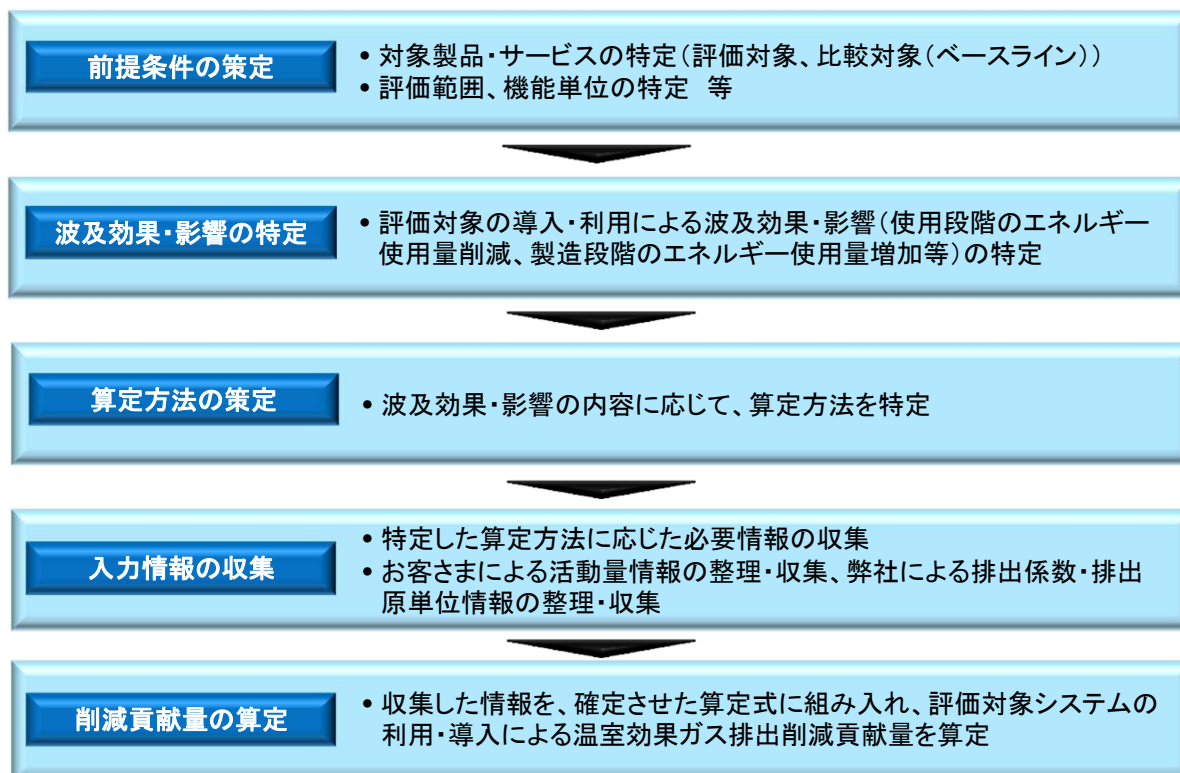 前提条件の策定
•対象製品・サービスの特定(評価対象、比較対象(ベースライン))
•評価範囲、機能単位の特定　等
波及効果・影響の特定
•評価対象の導入・利用による波及効果・影響(使用段階のエネルギー
使用量削減、製造段階のエネルギー使用量増加等)の特定
算定方法の策定
•波及効果・影響の内容に応じて、算定方法を特定
入力情報の収集
•特定した算定方法に応じた必要情報の収集
•お客さまによる活動量情報の整理・収集、弊社による排出係数・排出
原単位情報の整理・収集
削減貢献量の算定
•収集した情報を、確定させた算定式に組み入れ、評価対象システムの
利用・導入による温室効果ガス排出削減貢献量を算定